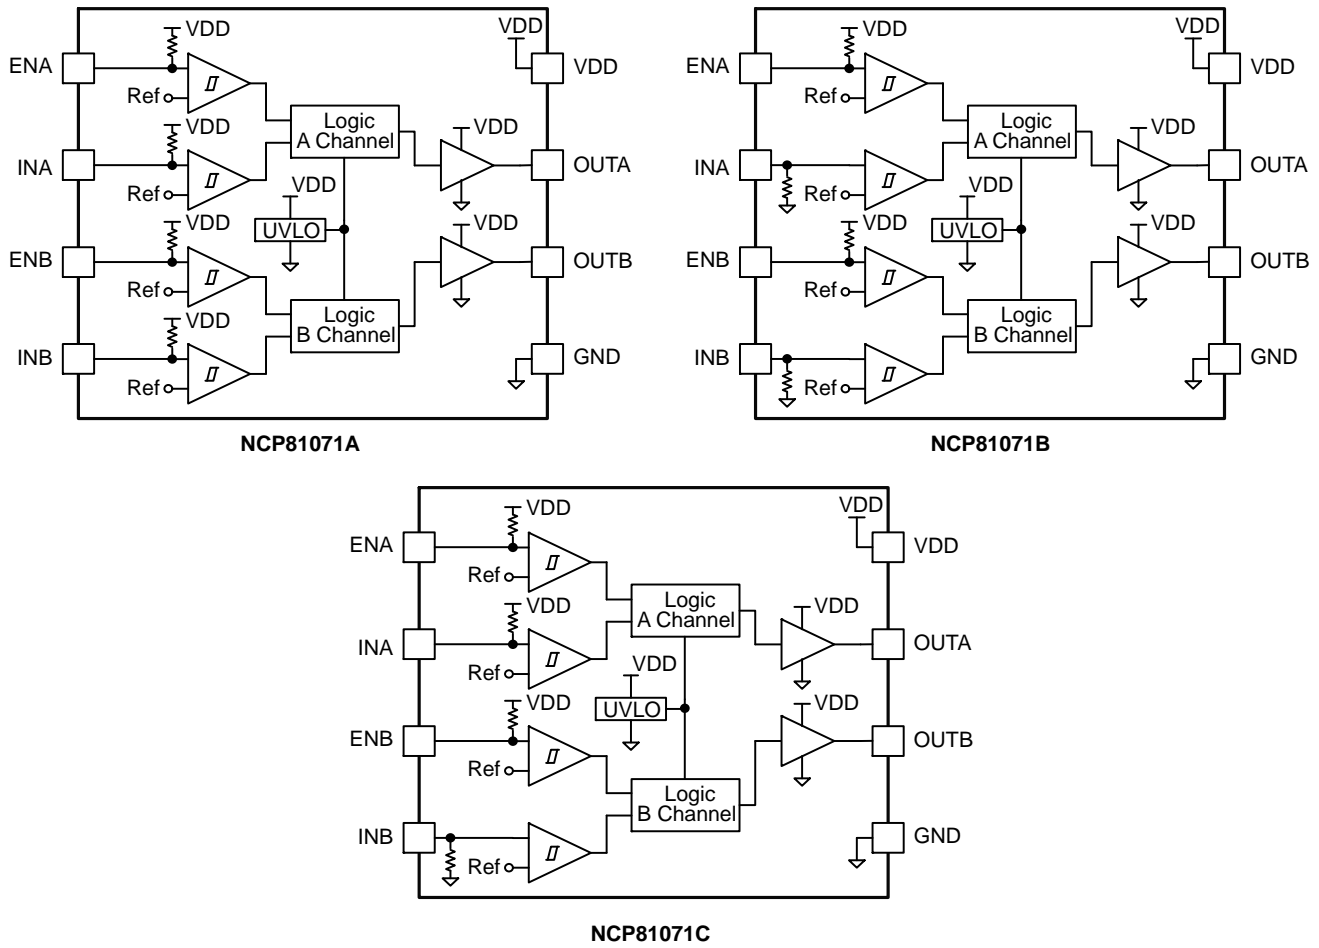 VDD
VDD
ENA
VDD
Ref
VDD
Logic
A Channel
VDD
INA
OUTA
Ref
VDD
VDD
UVLO
VDD
ENB
OUTB
Ref
VDD
Logic
B Channel
INB
GND
Ref
NCP81071A
VDD
VDD
ENA
VDD
Ref
Logic
A Channel
VDD
INA
OUTA
Ref
VDD
VDD
UVLO
VDD
ENB
OUTB
Ref
Logic
B Channel
INB
GND
Ref
NCP81071B
VDD
VDD
ENA
VDD
Ref
VDD
Logic
A Channel
VDD
INA
OUTA
Ref
VDD
VDD
UVLO
VDD
ENB
OUTB
Ref
Logic
B Channel
INB
GND
Ref
NCP81071C